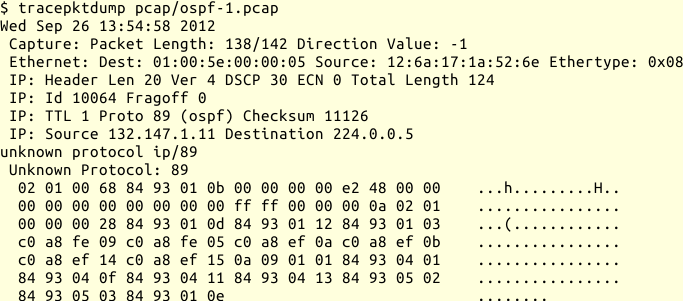 $ tracepktdump pcap/ospf-1.pcap
Wed Sep 26 13:54:58 2012
Capture: Packet Length: 138/142 Direction Value: -1
Ethernet: Dest: 01:00:5e:00:00:05 Source: 12:6a:17:1a:52:6e Ethertype: 0x08
IP: Header Len 20 Ver 4 DSCP 30 ECN 0 Total Length 124
IP: Id 10064 Fragoff 0
IP: TTL 1 Proto 89 (ospf) Checksum 11126
IP: Source 132.147.1.11 Destination 224.0.0.5
unknown protocol ip/89
Unknown Protocol: 89
02 01 00 68 84 93 01 0b 00 00 00 00 e2 48 00 00 ...h.........H..
00 00 00 00 00 00 00 00 ff ff 00 00 00 0a 02 01 ................
00 00 00 28 84 93 01 0d 84 93 01 12 84 93 01 03 ...(............
c0 a8 fe 09 c0 a8 fe 05 c0 a8 ef 0a c0 a8 ef 0b ................
c0 a8 ef 14 c0 a8 ef 15 0a 09 01 01 84 93 04 01 ................
84 93 04 0f 84 93 04 11 84 93 04 13 84 93 05 02 ................
84 93 05 03 84 93 01 0e ........